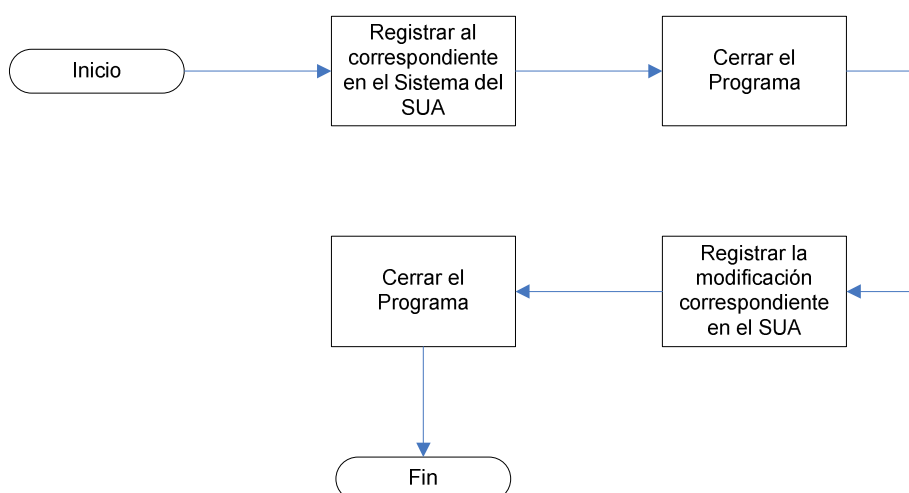 Inicio
Registrar al
correspondiente
en el Sistema del
SUA
Cerrar el
Programa
Registrar la
modificación
correspondiente
en el SUA
Cerrar el
Programa
Fin